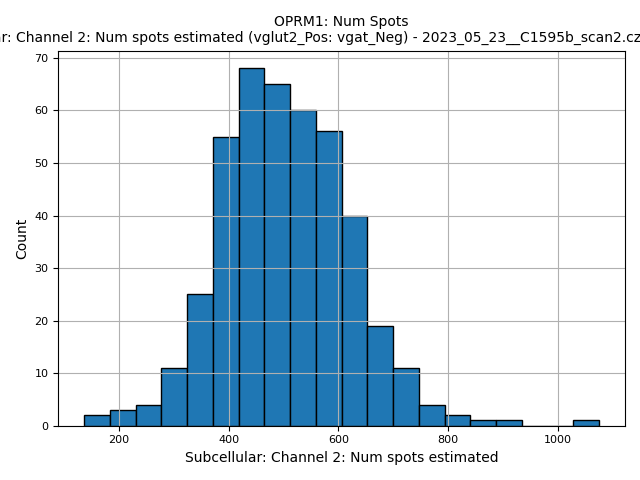 OPRM1: Num Spots
r: Channel 2: Num spots estimated (vglut2_Pos: vgat_Neg) - 2023_05_23__C1595b_scan2.cz
70
60
50
40
30
20
10
0
Count
200 400 600 800 1000
Subcellular: Channel 2: Num spots estimated